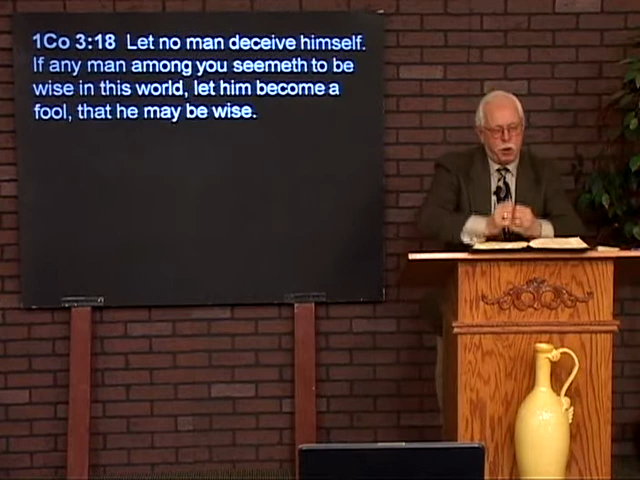 1Co 3:18 Let no man deceive himself.
If any man among you seemeth to be
wise in this world, let him become a
fool, that he may be wise.